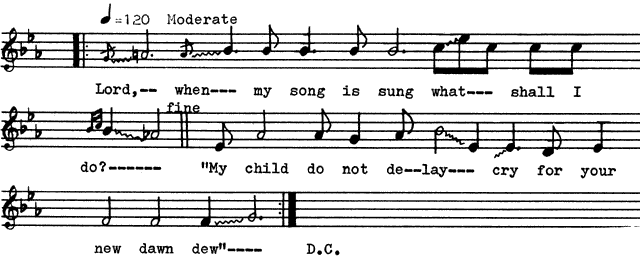 ♩=120 Moderate
Lord,-- when--- my song is sung what--- shall I
fine
do?------ "My child do not de--lay--- cry for your
new dawn dew"---- D.C.